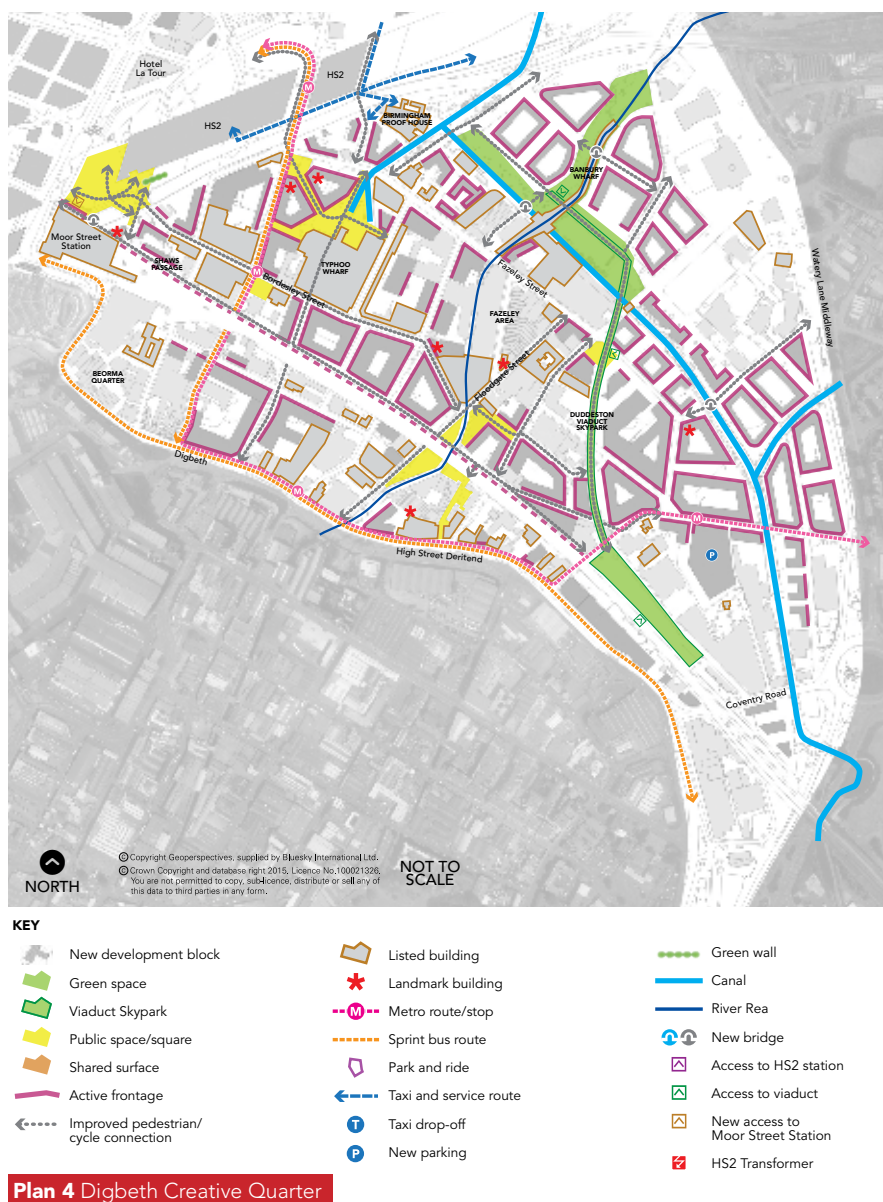 Hotel
La Tour
HS2
HS2
M
BIRMINGHAM
PROOF HOUSE
BANBURY
WHARF
Moor Street
Station
SHAWS
PASSAGE
TYPHOO
WHARF
M
Bordesley Street
Fazeley Street
FAZELEY
AREA
Watery Lane Middleway
BEORMA
QUARTER
Floodgate Street
DUDDESTON
VIADUCT
SKYPARK
Digbeth
M
M
High Street Deritend
P
Coventry Road
NORTH
© Copyright Geoperspectives, supplied by Bluesky International Ltd.
© Crown Copyright and database right 2015, Licence No.100021326,
You are not permitted to copy, sub-licence, distribute or sell any of
this data to third parties in any form.
NOT TO
SCALE
KEY
New development block
Green space
Viaduct Skypark
Public space/square
Shared surface
Active frontage
Improved pedestrian/
cycle connection
Listed building
Landmark building
M Metro route/stop
Sprint bus route
Park and ride
Taxi and service route
T Taxi drop-off
P New parking
Green wall
Canal
River Rea
New bridge
Access to HS2 station
Access to viaduct
New access to
Moor Street Station
HS2 Transformer
Plan 4 Digbeth Creative Quarter